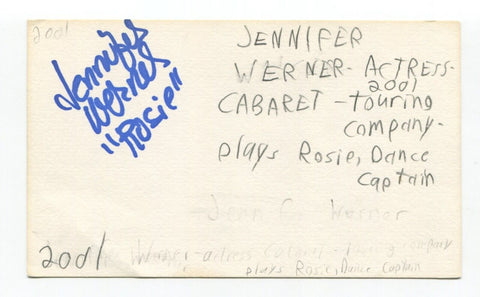 2001
Jennifer
Werner
"Rosie"
JENNIFER
WERNER- ACTRESS-
2001
CABARET - touring
company-
plays Rosie, Dance
Captain
Jennif Werner
2001
Werner - actress Cabaret - touring company
plays Rosie, Dance Captain